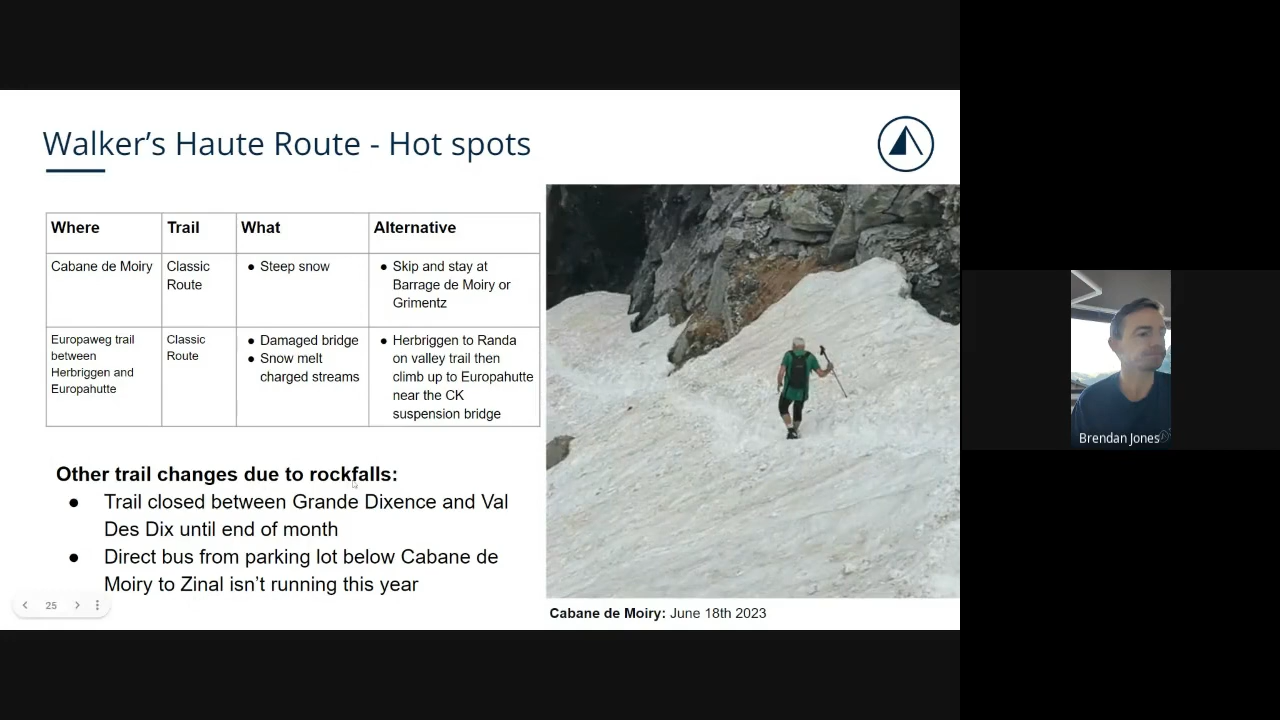 Walker’s Haute Route - Hot spots
Where Trail What Alternative
Cabane de Moiry
Classic
Route
● Steep snow
● Skip and stay at
Barrage de Moiry or
Grimentz
Europaweg trail
between
Herbriggen and
Europahutte
Classic
Route
● Damaged bridge
● Snow melt
charged streams
● Herbriggen to Randa
on valley trail then
climb up to Europahutte
near the CK
suspension bridge
Other trail changes due to rockfalls:
● Trail closed between Grande Dixence and Val
Des Dix until end of month
● Direct bus from parking lot below Cabane de
Moiry to Zinal isn’t running this year
25
Cabane de Moiry: June 18th 2023
Brendan Jones